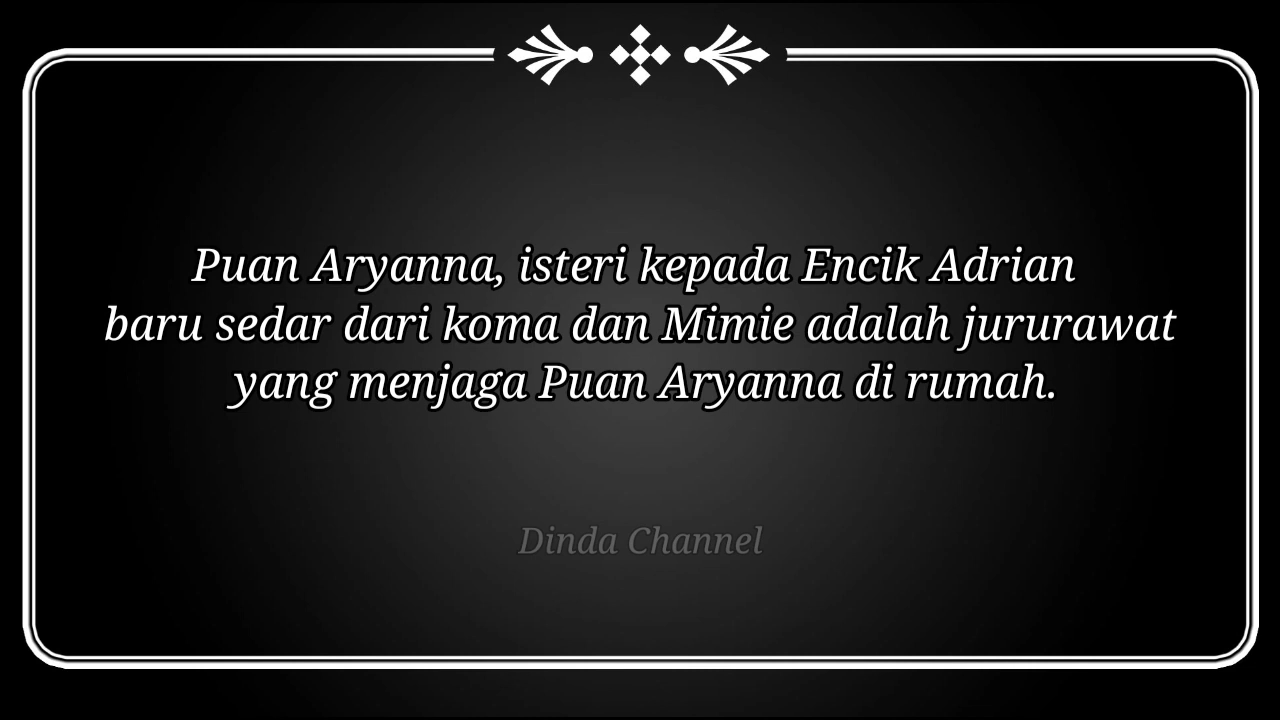 Puan Aryanna, isteri kepada Encik Adrian
baru sedar dari koma dan Mimie adalah jururawat
yang menjaga Puan Aryanna di rumah.
Dinda Channel